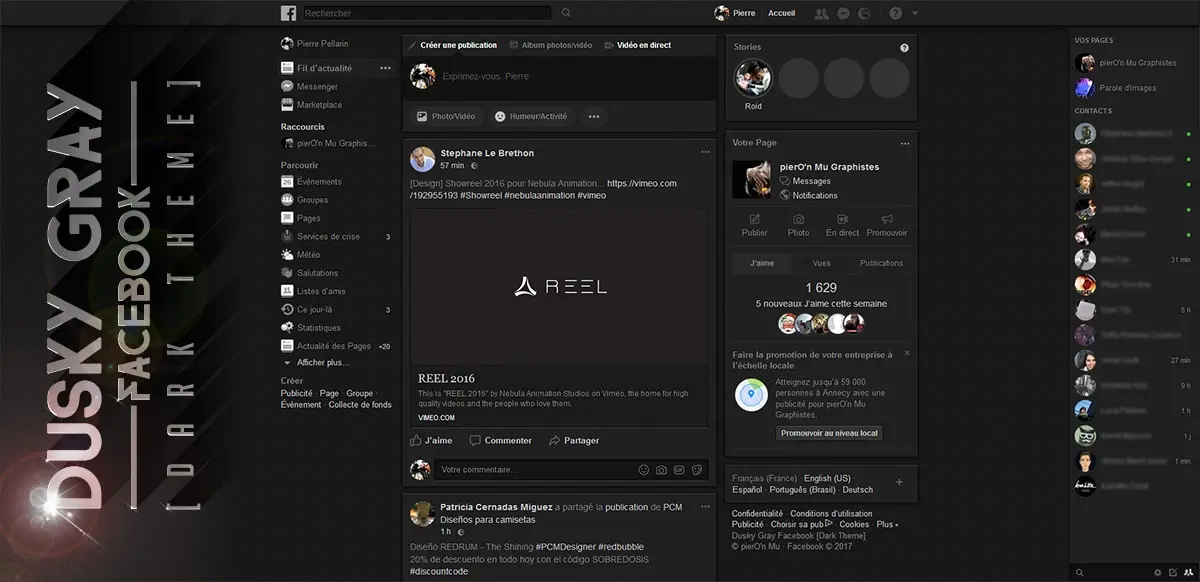 DUSKY GRAY
FACEBOOK
[DARK THEME]
Rechercher
Pierre
Accueil
Pierre Pellarin
Fil d'actualité
Messenger
Marketplace
Raccourcis
pierO'n Mu Graphis...
Parcourir
26
Événements
Groupes
Pages
Services de crise 3
Météo
Salutations
Listes d'amis
Ce jour-là 3
Statistiques
Actualité des Pages +20
Afficher plus...
Créer
Publicité · Page · Groupe
Événement · Collecte de fonds
Créer une publication
Album photos/vidéo
Vidéo en direct
Exprimez-vous, Pierre
Photo/Vidéo
Humeur/Activité
Stephane Le Brethon
57 min ·
[Design] Showreel 2016 pour Nebula Animation... https://vimeo.com
/192955193 #Showreel #nebulaanimation #vimeo
REEL
REEL 2016
This is "REEL 2016" by Nebula Animation Studios on Vimeo, the home for high
quality videos and the people who love them.
VIMEO.COM
J'aime
Commenter
Partager
Votre commentaire...
Patricia Cernadas Miguez a partagé la publication de PCM
Diseños para camisetas
1 h ·
Diseño REDRUM - The Shining #PCMDesigner #redbubble
20% de descuento en todo hoy con el código SOBREDOSIS
#discountcode
Stories
Roid
Votre Page
pierO'n Mu Graphistes
Messages
Notifications
Publier
Photo
En direct
Promouvoir
J'aime
Vues
Publications
1 629
5 nouveaux J'aime cette semaine
Faire la promotion de votre entreprise à
l'échelle locale
Atteignez jusqu'à 59 000
personnes à Annecy avec une
publicité pour pierO'n Mu
Graphistes.
Promouvoir au niveau local
Français (France) · English (US) ·
Español · Português (Brasil) · Deutsch
Confidentialité · Conditions d'utilisation ·
Publicité · Choisir sa pub · Cookies · Plus
Dusky Gray Facebook [Dark Theme]
© pierO'n Mu · Facebook © 2017
VOS PAGES
pierO'n Mu Graphistes
Parole d'images
CONTACTS
31 min
5 h
27 min
9 h
1 h
1 j
1 min